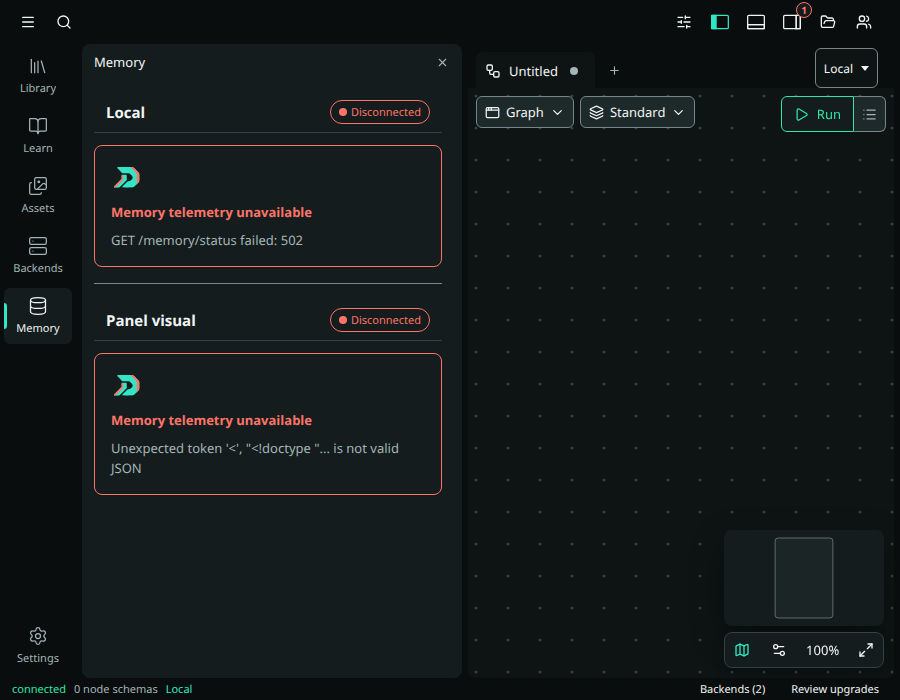 1
Library
Learn
Assets
Backends
Memory
Settings
Memory
Local
Disconnected
Memory telemetry unavailable
GET /memory/status failed: 502
Panel visual
Disconnected
Memory telemetry unavailable
Unexpected token '<', "<!doctype "... is not valid
JSON
Untitled
Local
Graph
Standard
Run
100%
connected 0 node schemas Local
Backends (2) Review upgrades